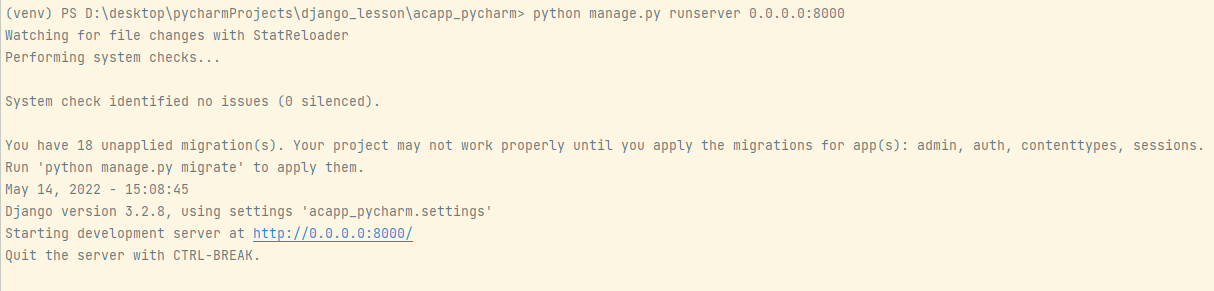 (venv) PS D:\desktop\pycharmProjects\django_lesson\acapp_pycharm> python manage.py runserver 0.0.0.0:8000
Watching for file changes with StatReloader
Performing system checks...
System check identified no issues (0 silenced).
You have 18 unapplied migration(s). Your project may not work properly until you apply the migrations for app(s): admin, auth, contenttypes, sessions.
Run 'python manage.py migrate' to apply them.
May 14, 2022 - 15:08:45
Django version 3.2.8, using settings 'acapp_pycharm.settings'
Starting development server at http://0.0.0.0:8000/
Quit the server with CTRL-BREAK.